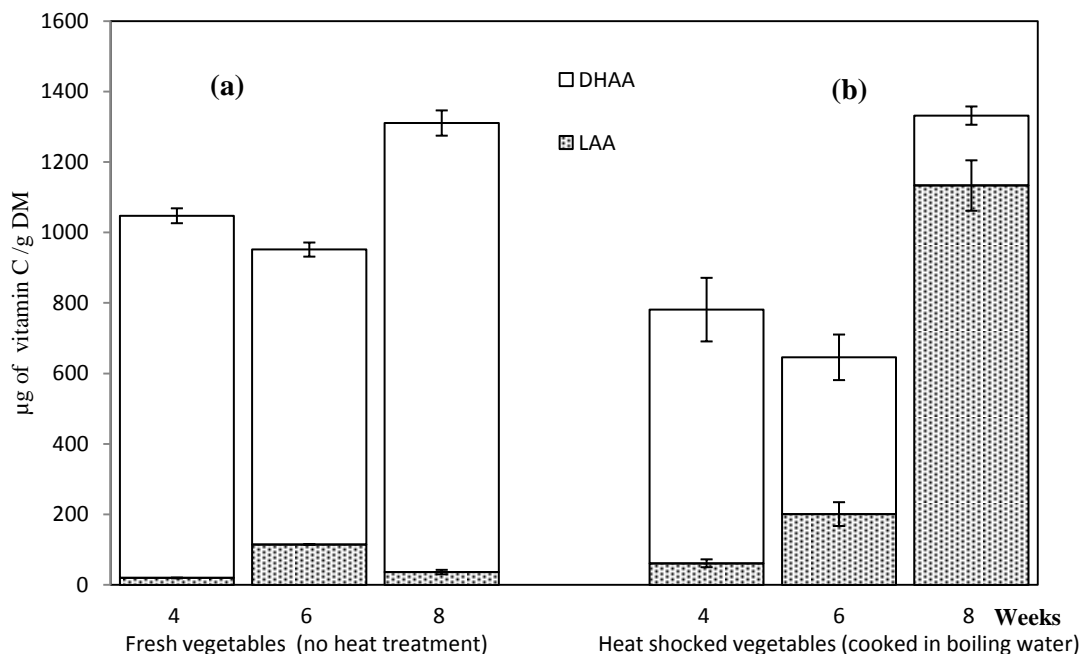 µg of vitamin C /g DM
1600
1400
1200
1000
800
600
400
200
0
(a)
(b)
DHAA
LAA
4 6 8 4 6 8 Weeks
Fresh vegetables (no heat treatment) Heat shocked vegetables (cooked in boiling water)